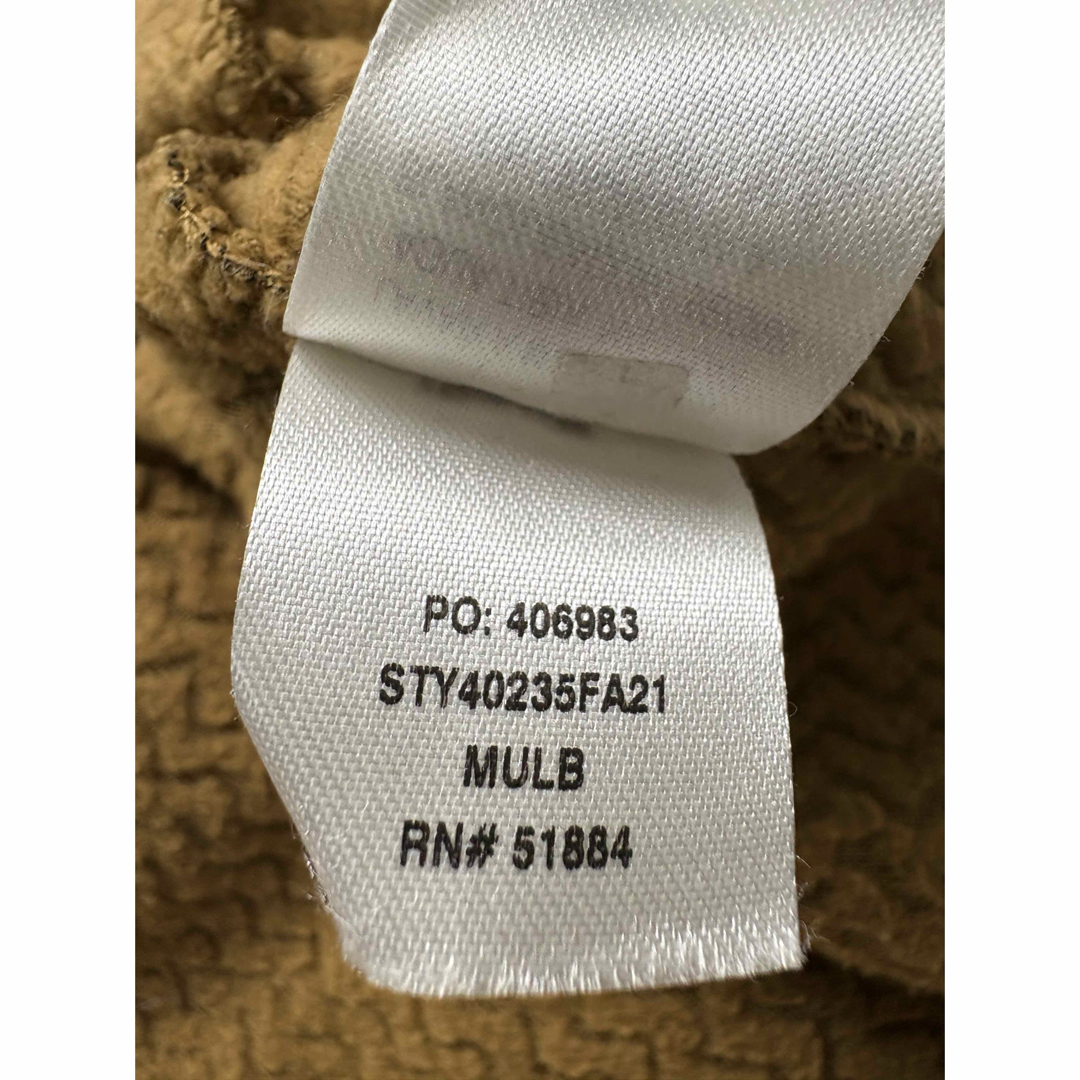 PO: 406983
STY40235FA21
MULB
RN# 51884